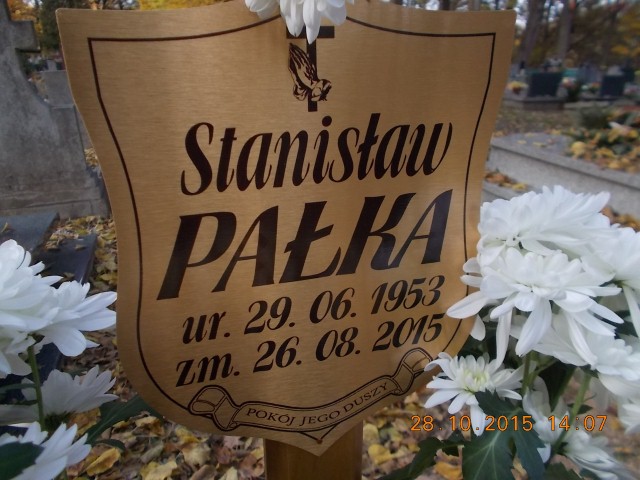 Stanisław
PAŁKA
ur. 29. 06. 1953
zm. 26. 08. 2015
POKÓJ JEGO DUSZY
28.10.2015 14:07